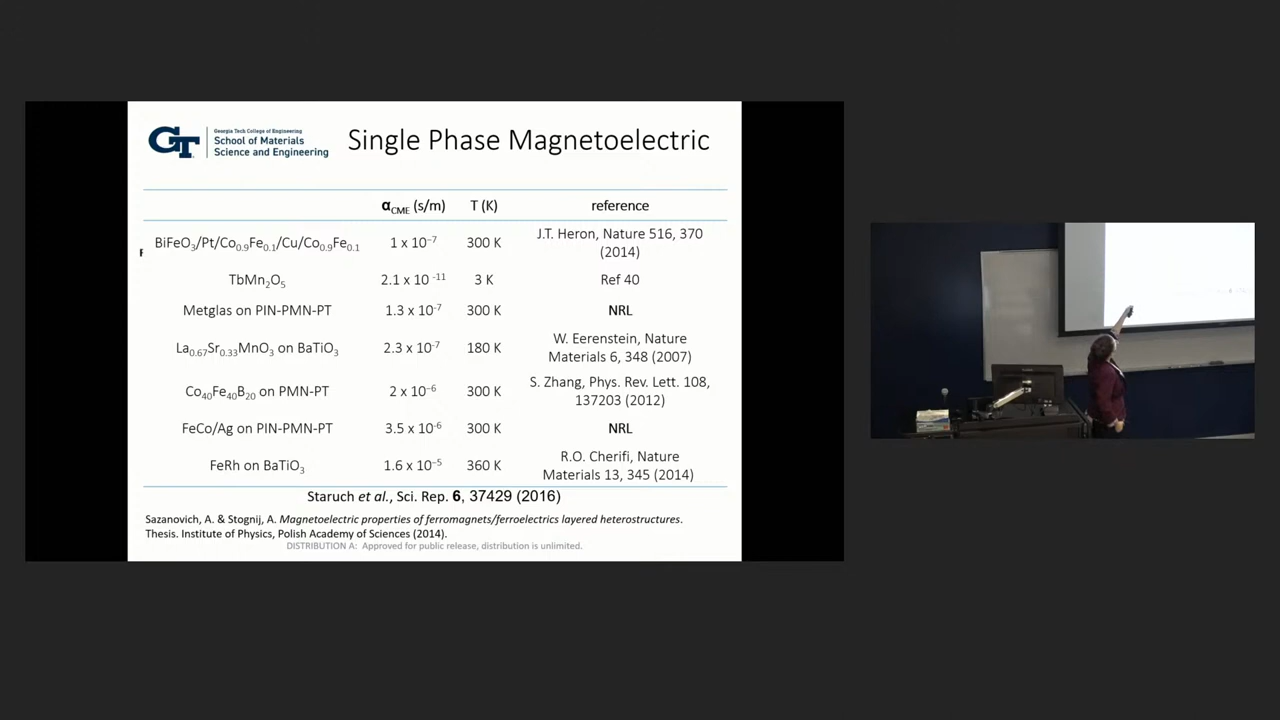 GT
Georgia Tech College of Engineering
School of Materials
Science and Engineering
Single Phase Magnetoelectric
α_CME (s/m) T (K) reference
BiFeO₃/Pt/Co₀.₉Fe₀.₁/Cu/Co₀.₉Fe₀.₁ 1 x 10⁻⁷ 300 K J.T. Heron, Nature 516, 370 (2014)
TbMn₂O₅ 2.1 x 10 ⁻¹¹ 3 K Ref 40
Metglas on PIN-PMN-PT 1.3 x 10⁻⁷ 300 K NRL
La₀.₆₇Sr₀.₃₃MnO₃ on BaTiO₃ 2.3 x 10⁻⁷ 180 K W. Eerenstein, Nature Materials 6, 348 (2007)
Co₄₀Fe₄₀B₂₀ on PMN-PT 2 x 10⁻⁶ 300 K S. Zhang, Phys. Rev. Lett. 108, 137203 (2012)
FeCo/Ag on PIN-PMN-PT 3.5 x 10⁻⁶ 300 K NRL
FeRh on BaTiO₃ 1.6 x 10⁻⁵ 360 K R.O. Cherifi, Nature Materials 13, 345 (2014)
Staruch et al., Sci. Rep. 6, 37429 (2016)
Sazanovich, A. & Stognij, A. Magnetoelectric properties of ferromagnets/ferroelectrics layered heterostructures.
Thesis. Institute of Physics, Polish Academy of Sciences (2014).
DISTRIBUTION A: Approved for public release, distribution is unlimited.